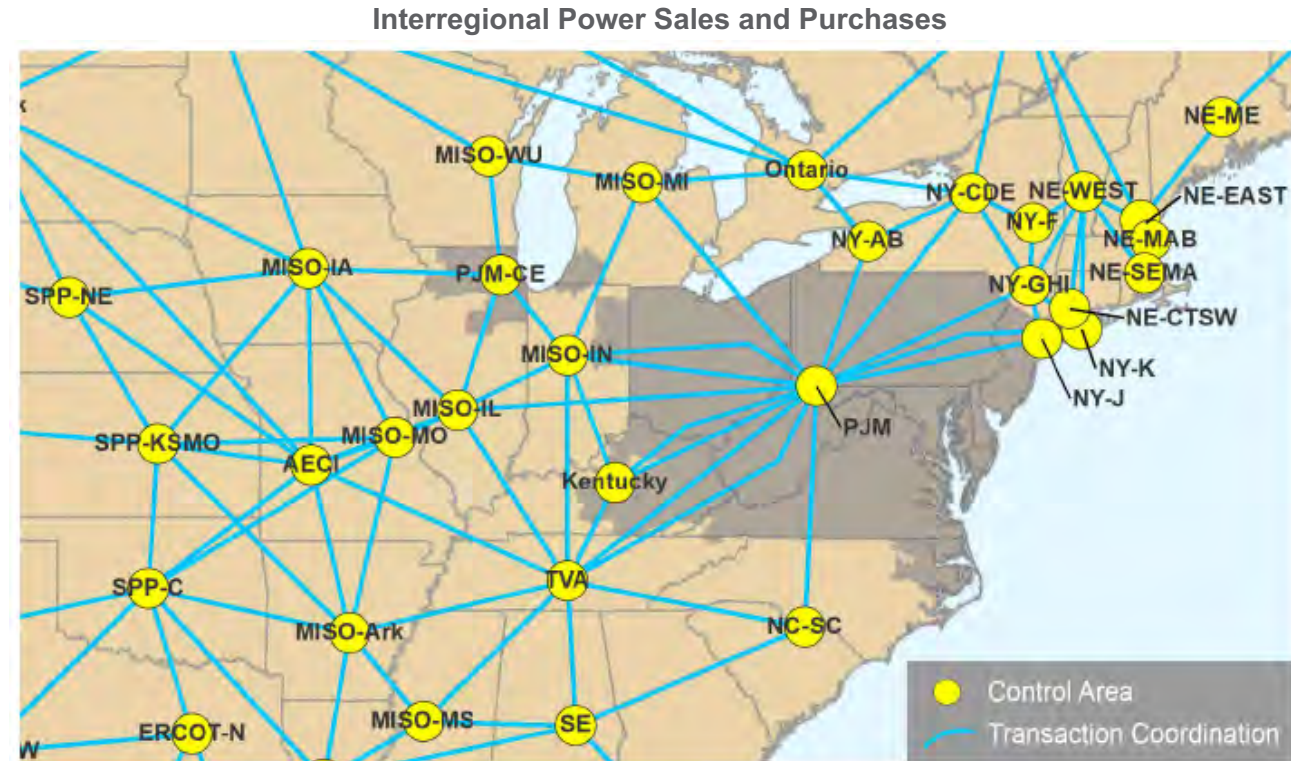 Interregional Power Sales and Purchases
k
NE-ME
MISO-WU
MISO-MI
Ontario
NY-CDE
NE-WEST
NE-EAST
NY-F
NY-AB
NE-MAB
MISO-IA
PJM-CE
NE-SEMA
SPP-NE
NY-GHI
NE-CTSW
MISO-IN
NY-K
NY-J
MISO-IL
PJM
MISO-MO
SPP-KSMO
AECI
Kentucky
TVA
SPP-C
MISO-Ark
NC-SC
Control Area
MISO-MS
SE
ERCOT-N
Transaction Coordination
W